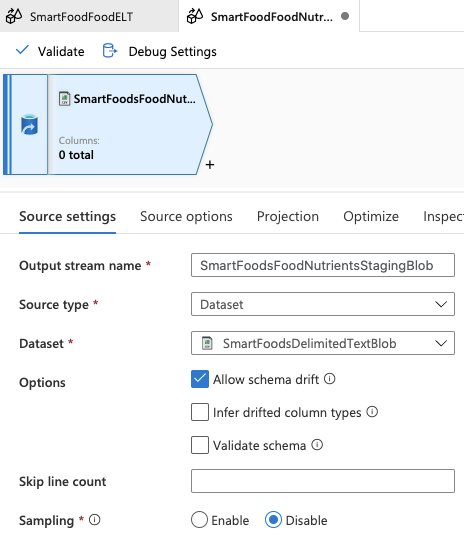 SmartFoodFoodELT
SmartFoodFoodNutr...
Validate
Debug Settings
SmartFoodsFoodNut...
Columns:
0 total
+
Source settings
Source options
Projection
Optimize
Inspec
Output stream name *
SmartFoodsFoodNutrientsStagingBlob
Source type *
Dataset
Dataset *
SmartFoodsDelimitedTextBlob
Options
Allow schema drift
Infer drifted column types
Validate schema
Skip line count
Sampling *
Enable
Disable